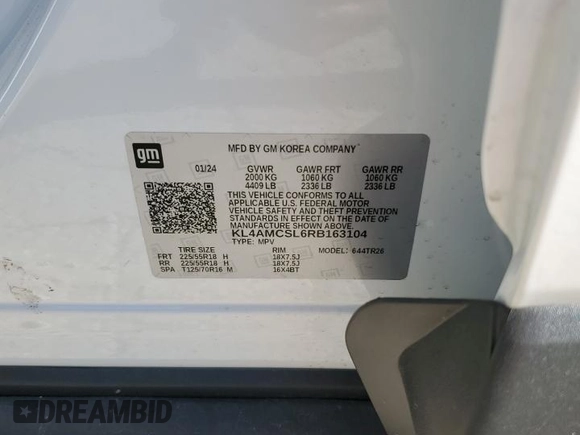 gm
MFD BY GM KOREA COMPANY
01/24 GVWR GAWR FRT GAWR RR
2000 KG 1060 KG 1060 KG
4409 LB 2336 LB 2336 LB
THIS VEHICLE CONFORMS TO ALL
APPLICABLE U.S. FEDERAL MOTOR
VEHICLE SAFETY, BUMPER, AND THEFT PREVENTION
STANDARDS IN EFFECT ON THE DATE OF
MANUFACTURE SHOWN ABOVE.
KL4AMCSL6RB163104
TYPE: MPV MODEL: 644TR26
TIRE SIZE RIM
FRT 225/55R18 H 18X7.5J
RR 225/55R18 H 18X7.5J
SPA T125/70R16 M 16X4BT
DREAMBID